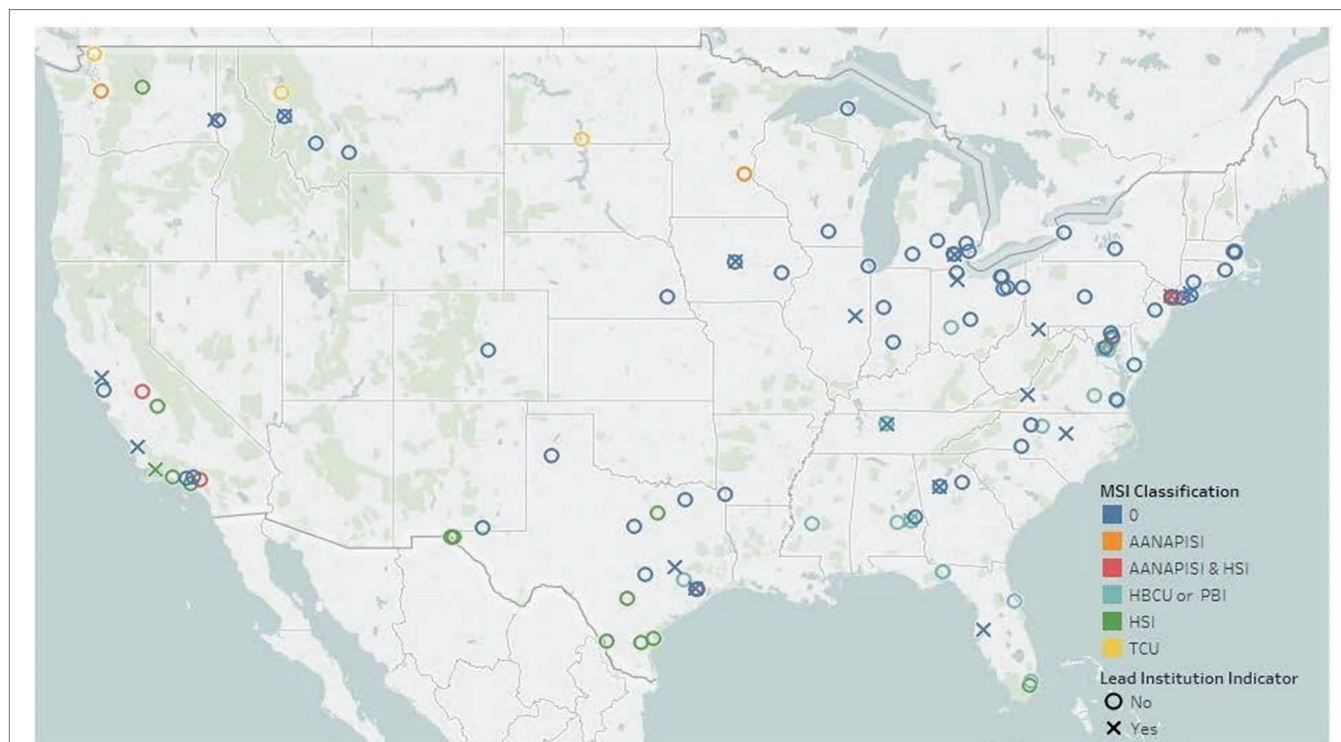 MSI Classification
0
AANAPISI
AANAPISI & HSI
HBCU or PBI
HSI
TCU
Lead Institution Indicator
No
Yes